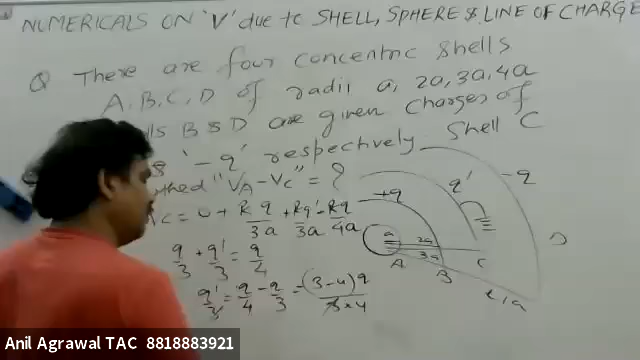 NUMERICALS ON 'V' due to SHELL, SPHERE & LINE OF CHARGE
Q There are four concentric shells
A, B, C, D of radii a, 2a, 3a, 4a
B & D are given charges of
'-q' respectively. Shell C
"VA - VC" = ?
C = 0 + Kq/3a + Kq'/3a - Kq/4a
q/3 + q'/3 = q/4
q'/3 = q/4 - q/3 = (3-4)q/3×4
+q
q'
-q
a
2a
3a
A
B
C
D
Anil Agrawal TAC 8818883921